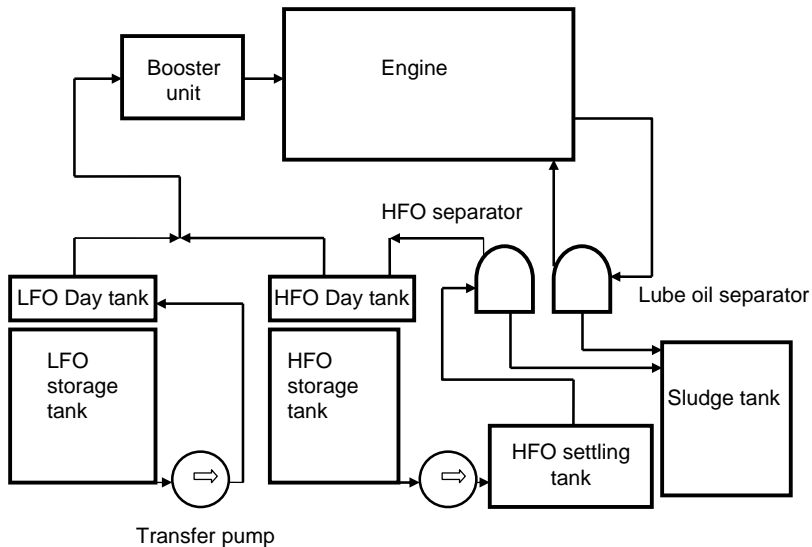 Booster
unit
Engine
HFO separator
LFO Day tank
HFO Day tank
Lube oil separator
LFO
storage
tank
HFO
storage
tank
Sludge tank
HFO settling
tank
Transfer pump